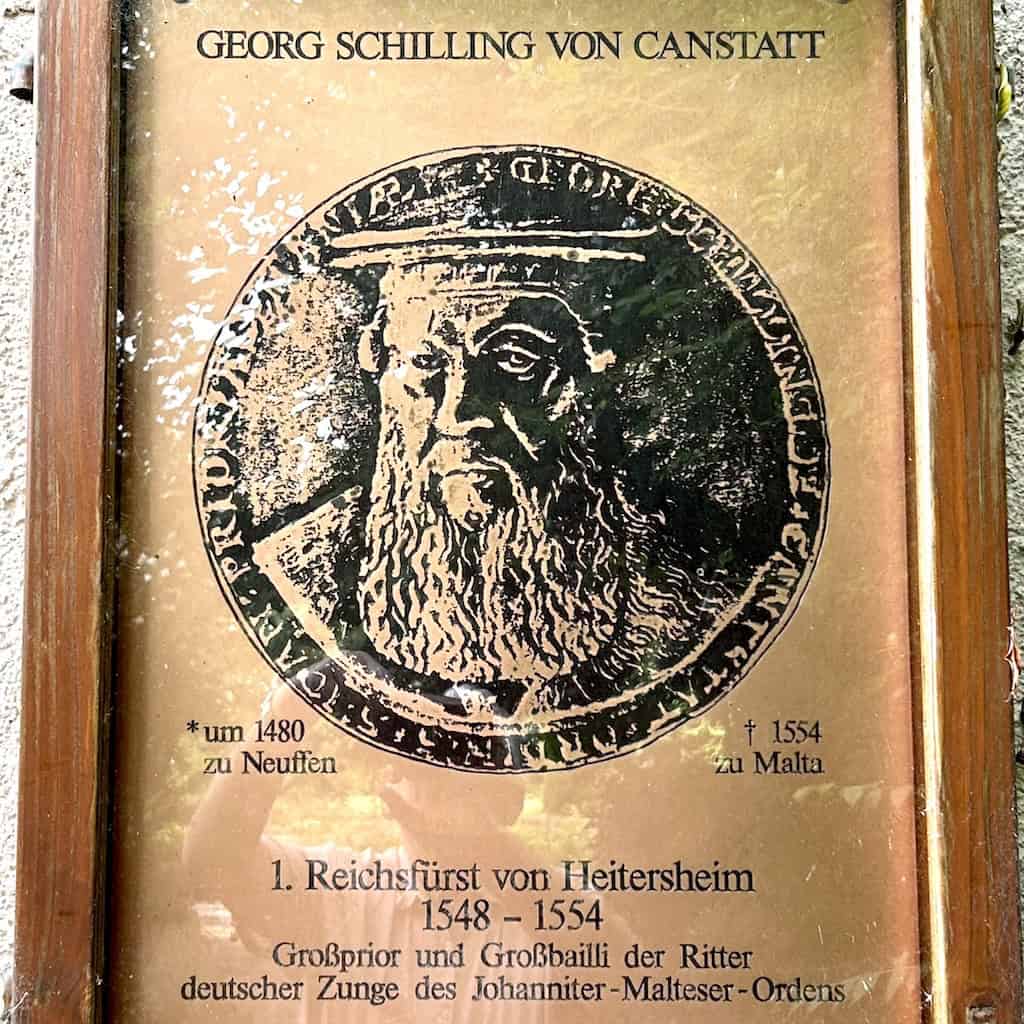 GEORG SCHILLING VON CANSTATT
*um 1480
zu Neuffen
† 1554
zu Malta
1. Reichsfürst von Heitersheim
1548 – 1554
Großprior und Großbailli der Ritter
deutscher Zunge des Johanniter-Malteser-Ordens